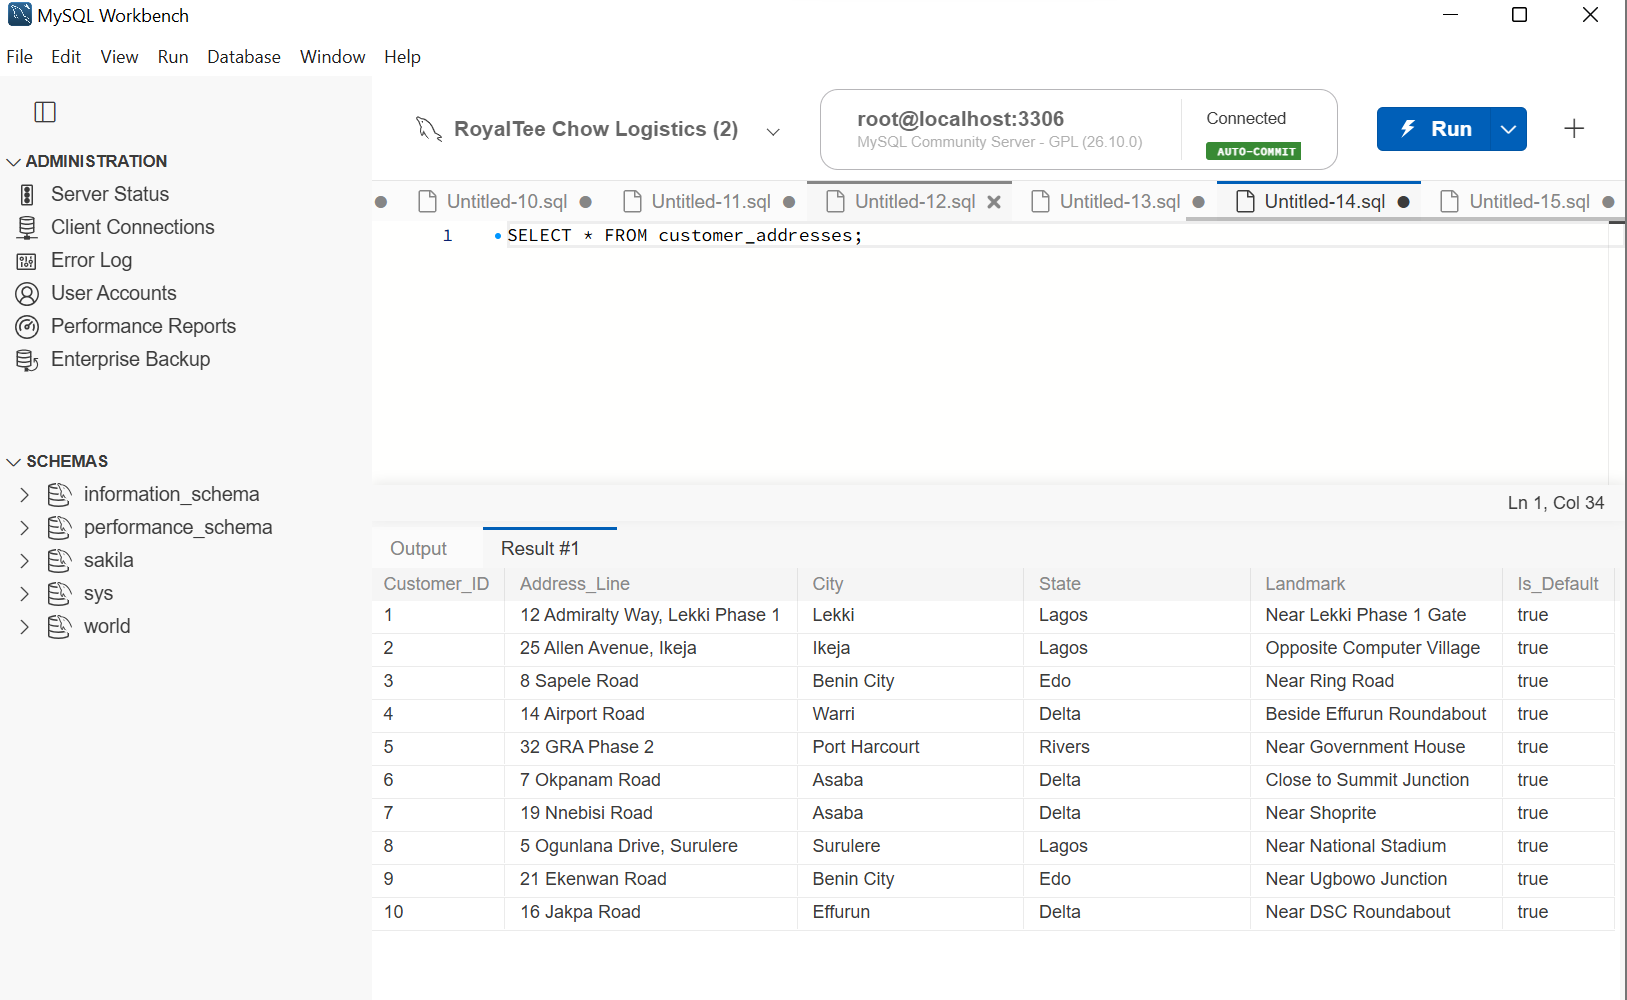 MySQL Workbench
File Edit View Run Database Window Help
RoyalTee Chow Logistics (2)
root@localhost:3306
MySQL Community Server - GPL (26.10.0)
Connected
AUTO-COMMIT
Run
ADMINISTRATION
Server Status
Client Connections
Error Log
User Accounts
Performance Reports
Enterprise Backup
SCHEMAS
information_schema
performance_schema
sakila
sys
world
Untitled-10.sql Untitled-11.sql Untitled-12.sql Untitled-13.sql Untitled-14.sql Untitled-15.sql
1 SELECT * FROM customer_addresses;
Ln 1, Col 34
Output Result #1
Customer_ID Address_Line City State Landmark Is_Default
1 12 Admiralty Way, Lekki Phase 1 Lekki Lagos Near Lekki Phase 1 Gate true
2 25 Allen Avenue, Ikeja Ikeja Lagos Opposite Computer Village true
3 8 Sapele Road Benin City Edo Near Ring Road true
4 14 Airport Road Warri Delta Beside Effurun Roundabout true
5 32 GRA Phase 2 Port Harcourt Rivers Near Government House true
6 7 Okpanam Road Asaba Delta Close to Summit Junction true
7 19 Nnebisi Road Asaba Delta Near Shoprite true
8 5 Ogunlana Drive, Surulere Surulere Lagos Near National Stadium true
9 21 Ekenwan Road Benin City Edo Near Ugbowo Junction true
10 16 Jakpa Road Effurun Delta Near DSC Roundabout true